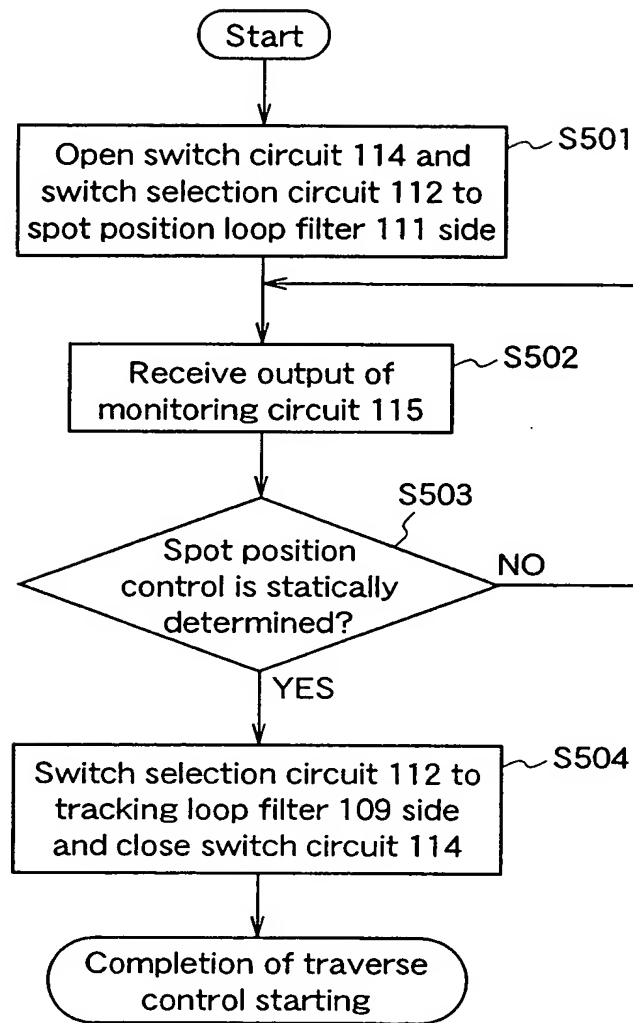 Start
S501
Open switch circuit 114 and
switch selection circuit 112 to
spot position loop filter 111 side
S502
Receive output of
monitoring circuit 115
S503
Spot position
control is statically
determined?
NO
YES
S504
Switch selection circuit 112 to
tracking loop filter 109 side
and close switch circuit 114
Completion of traverse
control starting